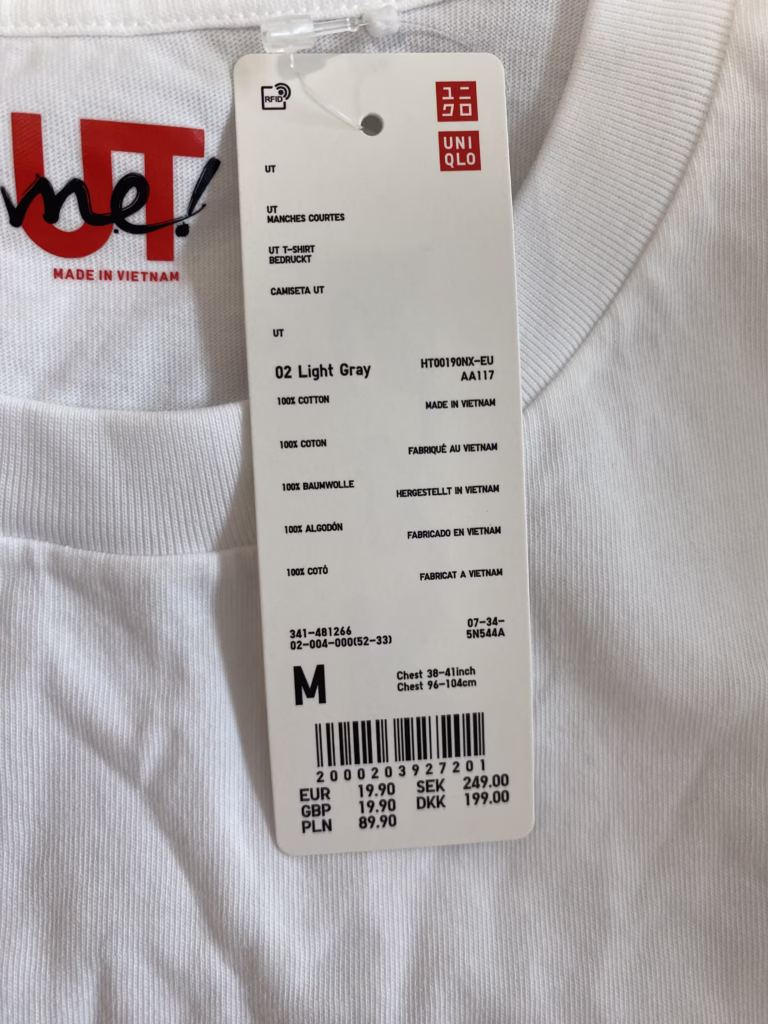 RFID
ユニ
クロ
UNI
QLO
UT
me!
MADE IN VIETNAM
UT
UT
MANCHES COURTES
UT T-SHIRT
BEDRUCKT
CAMISETA UT
UT
02 Light Gray
HT00190NX-EU
AA117
100% COTTON
MADE IN VIETNAM
100% COTON
FABRIQUÉ AU VIETNAM
100% BAUMWOLLE
HERGESTELLT IN VIETNAM
100% ALGODÓN
FABRICADO EN VIETNAM
100% COTÓ
FABRICAT A VIETNAM
341-481266
02-004-000(52-33)
07-34-
5N544A
M
Chest 38-41inch
Chest 96-104cm
2000203927201
EUR 19.90 SEK 249.00
GBP 19.90 DKK 199.00
PLN 89.90